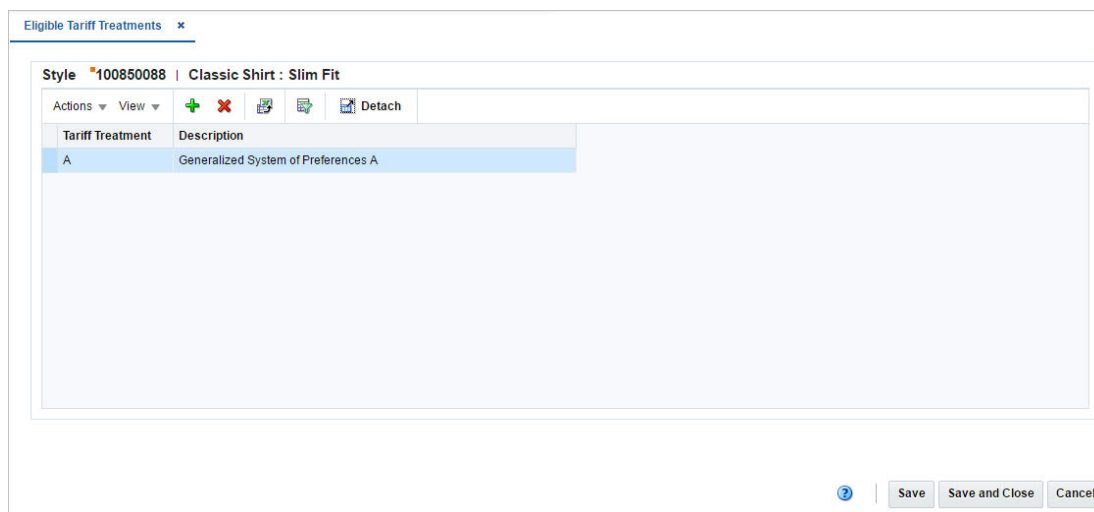 Eligible Tariff Treatments
Style 100850088 | Classic Shirt : Slim Fit
Actions View Detach
Tariff Treatment Description
A Generalized System of Preferences A
Save Save and Close Cancel